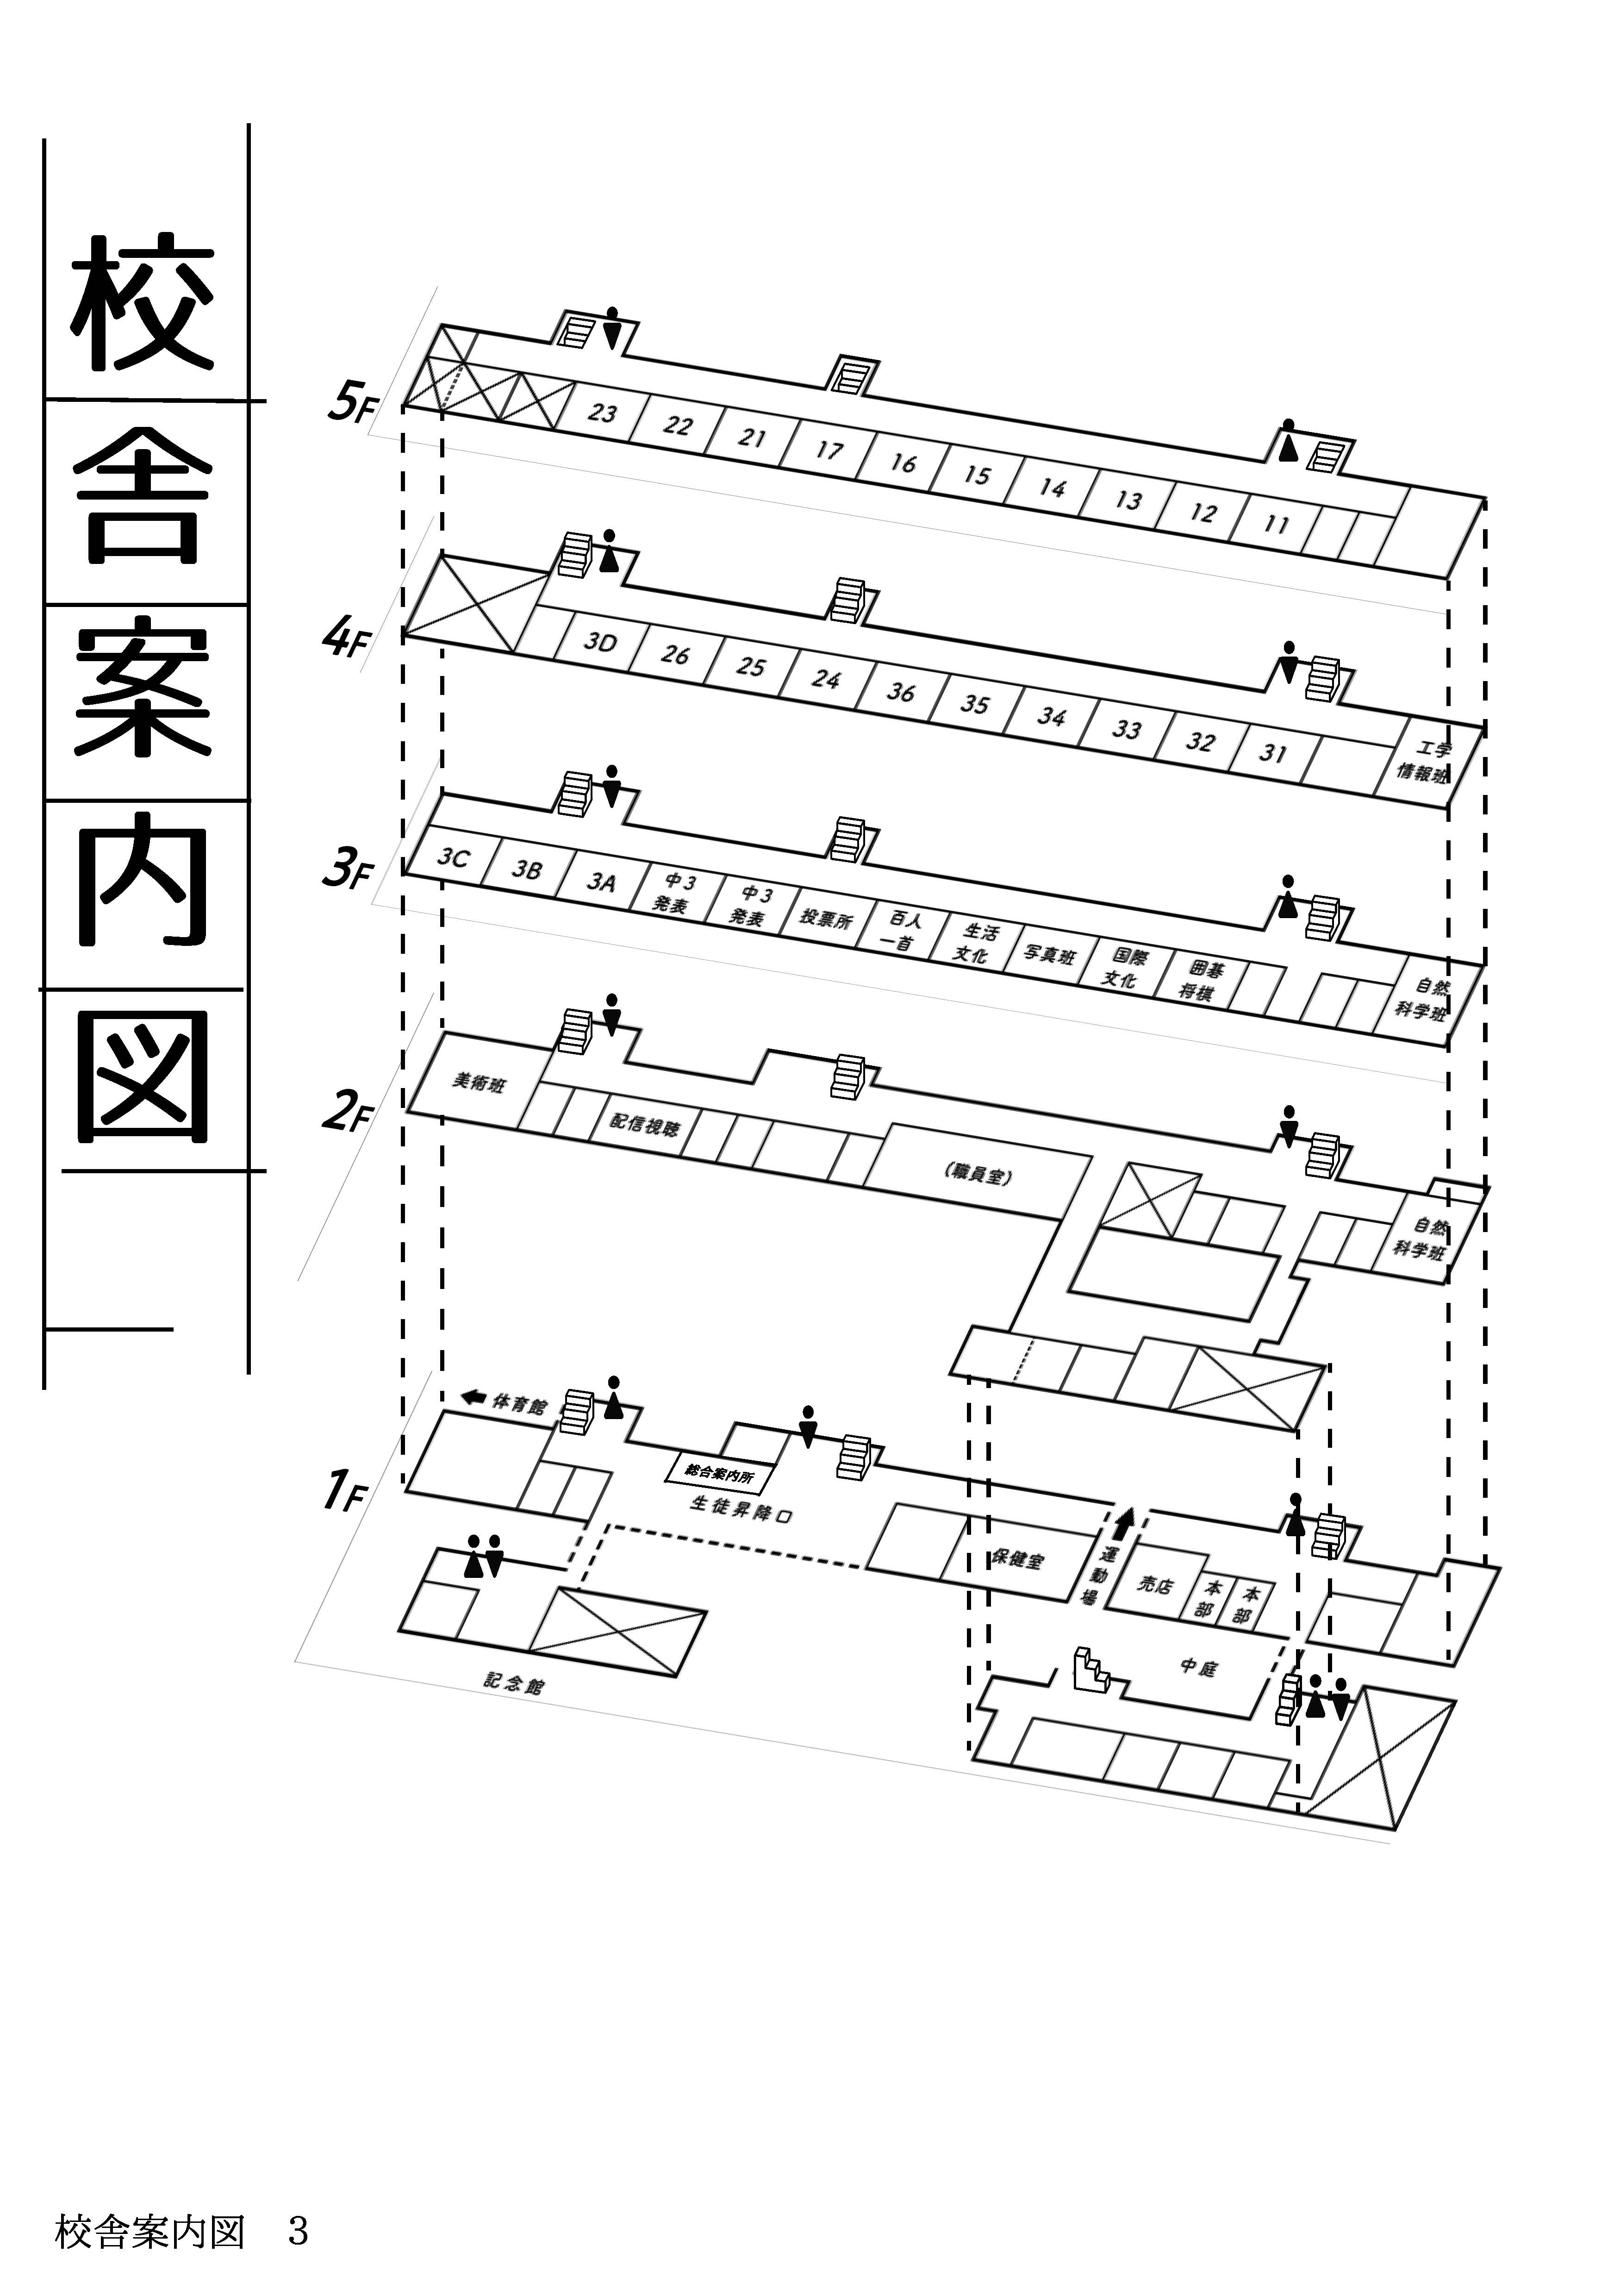 校舎案内図
5F
23
22
21
17
16
15
14
13
12
11
4F
3D
26
25
24
36
35
34
33
32
31
工学
情報班
3F
3C
3B
3A
中3
発表
中3
発表
投票所
百人
一首
生活
文化
写真班
国際
文化
囲碁
将棋
自然
科学班
2F
美術班
配信視聴
(職員室)
自然
科学班
1F
体育館
総合案内所
生徒昇降口
保健室
運動場
売店
本部
本部
中庭
記念館
校舎案内図 3